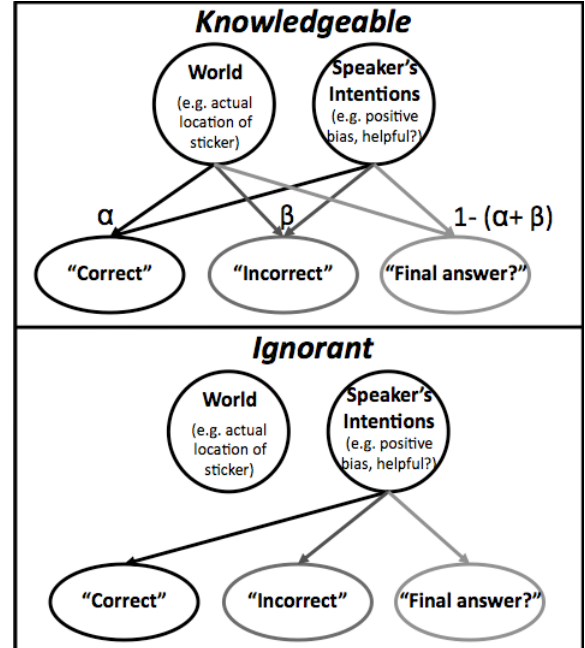 Knowledgeable
World
(e.g. actual
location of
sticker)
Speaker's
Intentions
(e.g. positive
bias, helpful?)
α
β
1- (α+ β)
“Correct”
“Incorrect”
“Final answer?”
Ignorant
World
(e.g. actual
location of
sticker)
Speaker's
Intentions
(e.g. positive
bias, helpful?)
“Correct”
“Incorrect”
“Final answer?”